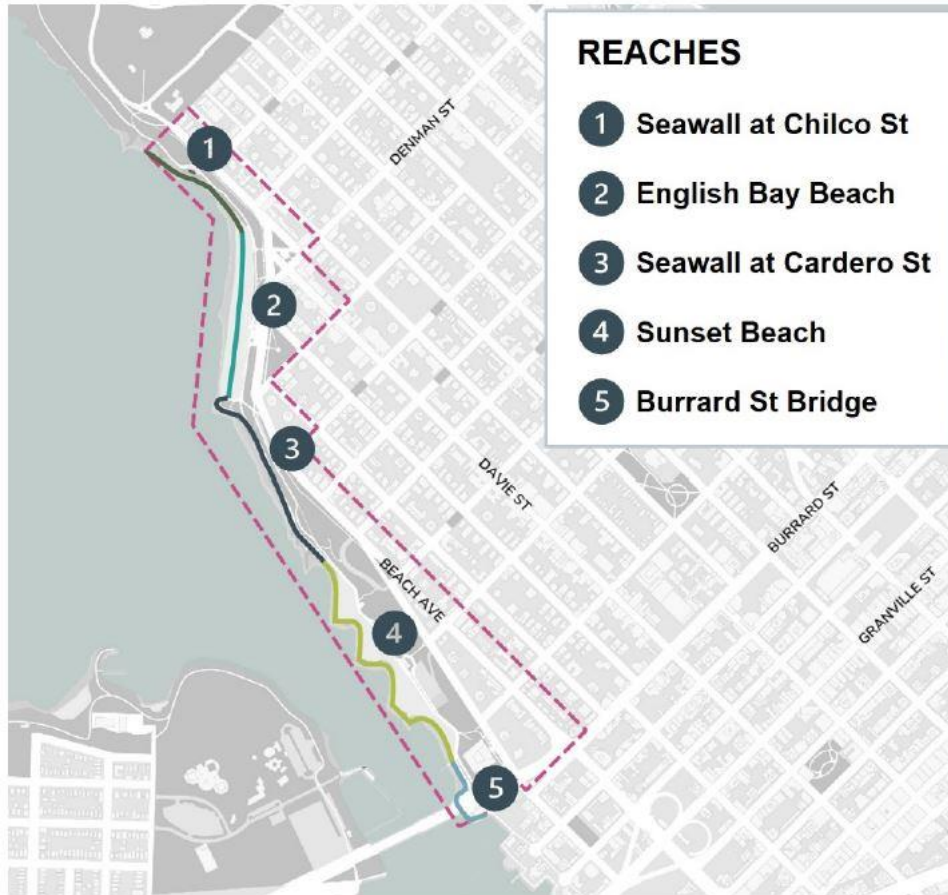 REACHES
1 Seawall at Chilco St
2 English Bay Beach
3 Seawall at Cardero St
4 Sunset Beach
5 Burrard St Bridge
DENMAN ST
1
2
3
DAVIE ST
BURRARD ST
BEACH AVE
GRANVILLE ST
4
5